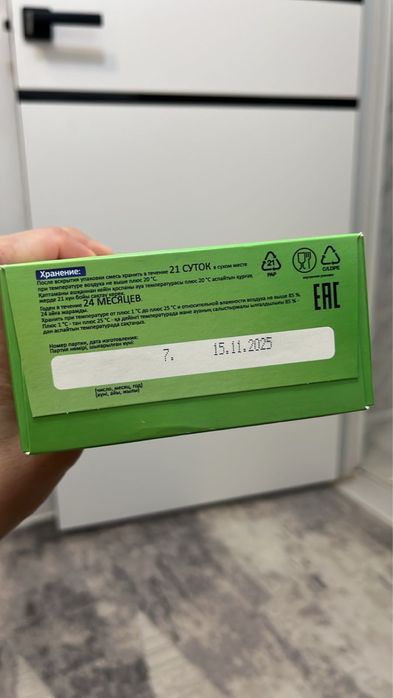 Хранение:
После вскрытия упаковки смесь хранить в течение 21 СУТОК в сухом месте
при температуре воздуха не выше плюс 20 °С.
Қаптаманы ашқаннан кейін қоспаны ауа температурасы плюс 20 °С аспайтын құрғақ
жерде 21 күн бойы сақтау керек.
Годен в течение 24 МЕСЯЦЕВ.
24 айға жарамды.
Хранить при температуре от плюс 1 °С до плюс 25 °С и относительной влажности воздуха не выше 85 %.
Плюс 1 °С - тан плюс 25 °С - қа дейінгі температурада және ауаның салыстырмалы ылғалдылығы 85 % -
дан аспайтын температурада сақтаңыз.
Номер партии, дата изготовления:
Партия нөмірі, шығарылған күні:
7. 15.11.2025
(число, месяц, год)
(күні, айы, жылы)
21
PAP
C/LDPE
внутренняя упаковка
EAC